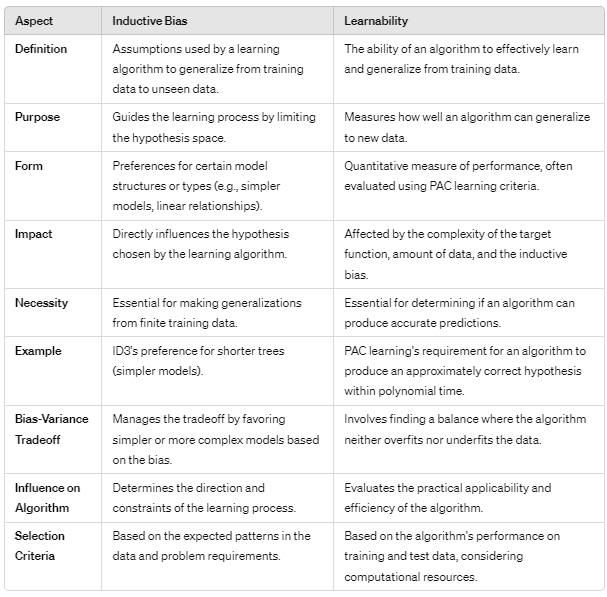 Aspect Inductive Bias Learnability
Definition Assumptions used by a learning The ability of an algorithm to effectively learn
algorithm to generalize from training and generalize from training data.
data to unseen data.
Purpose Guides the learning process by limiting Measures how well an algorithm can generalize
the hypothesis space. to new data.
Form Preferences for certain model Quantitative measure of performance, often
structures or types (e.g., simpler evaluated using PAC learning criteria.
models, linear relationships).
Impact Directly influences the hypothesis Affected by the complexity of the target
chosen by the learning algorithm. function, amount of data, and the inductive
bias.
Necessity Essential for making generalizations Essential for determining if an algorithm can
from finite training data. produce accurate predictions.
Example ID3's preference for shorter trees PAC learning's requirement for an algorithm to
(simpler models). produce an approximately correct hypothesis
within polynomial time.
Bias-Variance Manages the tradeoff by favoring Involves finding a balance where the algorithm
Tradeoff simpler or more complex models based neither overfits nor underfits the data.
on the bias.
Influence on Determines the direction and Evaluates the practical applicability and
Algorithm constraints of the learning process. efficiency of the algorithm.
Selection Based on the expected patterns in the Based on the algorithm's performance on
Criteria data and problem requirements. training and test data, considering
computational resources.